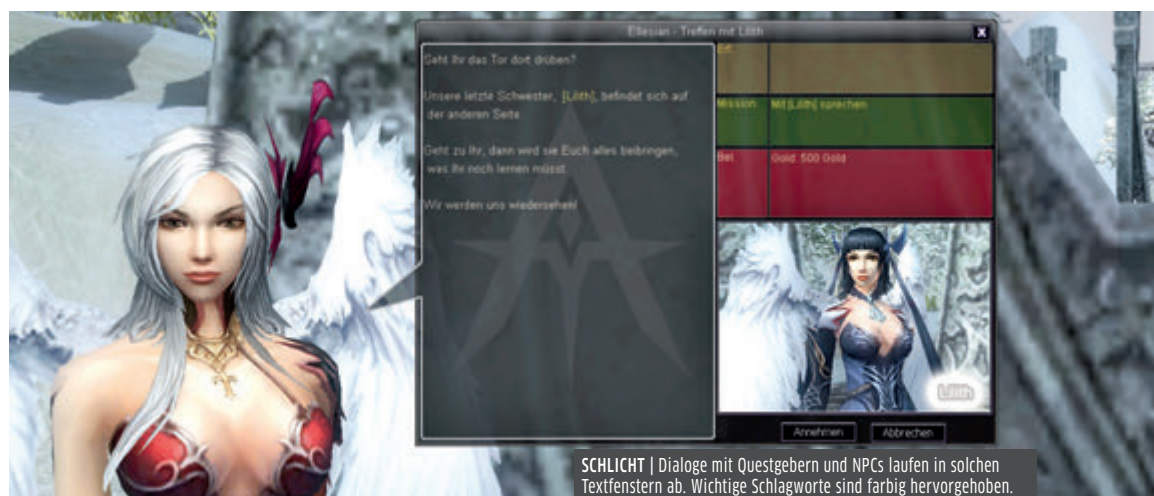 Ellesian - Treffen mit Lilith
X
Seht Ihr das Tor dort drüben?
Unsere letzte Schwester, [Lilith], befindet sich auf
der anderen Seite
Geht zu Ihr, dann wird sie Euch alles beibringen,
was Ihr noch lernen müsst.
Wir werden uns wiedersehen!
Erf.
Mission
Mit [Lilith] sprechen
Bel.
Gold: 500 Gold
Lilith
Annehmen
Abbrechen
SCHLICHT | Dialoge mit Questgebern und NPCs laufen in solchen
Textfenstern ab. Wichtige Schlagworte sind farbig hervorgehoben.